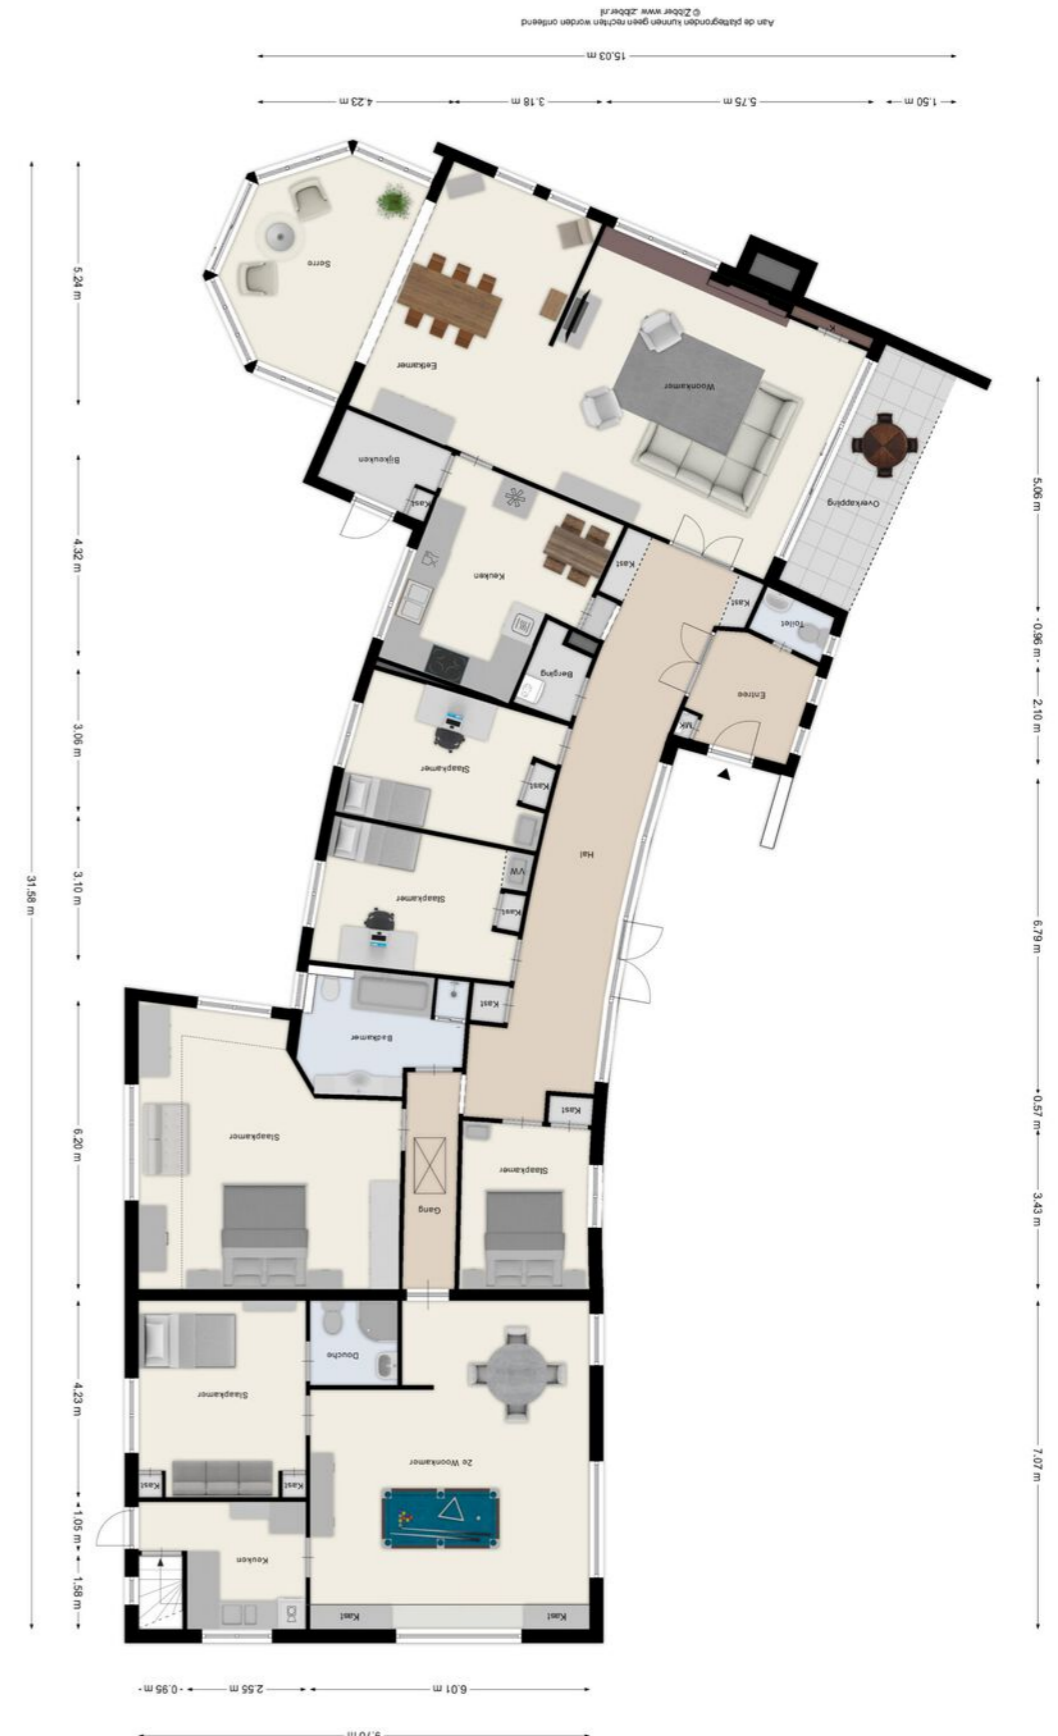 Aan de plattegronden kunnen geen rechten worden ontleend
© Zibber www.zibber.nl
15.03 m
4.23 m
3.18 m
5.75 m
1.50 m
31.58 m
5.24 m
4.32 m
3.06 m
3.10 m
6.20 m
4.23 m
1.05 m
1.58 m
5.06 m
0.96 m
2.10 m
6.79 m
0.57 m
3.43 m
7.07 m
Serre
Eetkamer
K
Woonkamer
Bijkeuken
Kast
Overkapping
Keuken
Kast
Kast
Toilet
Berging
Entree
MK
Slaapkamer
Kast
Hal
VW
Slaapkamer
Kast
Kast
Badkamer
Kast
Slaapkamer
Slaapkamer
Gang
Douche
Slaapkamer
2e Woonkamer
Kast
Kast
Keuken
Kast
Kast
0.95 m
2.55 m
6.01 m
9.70 m